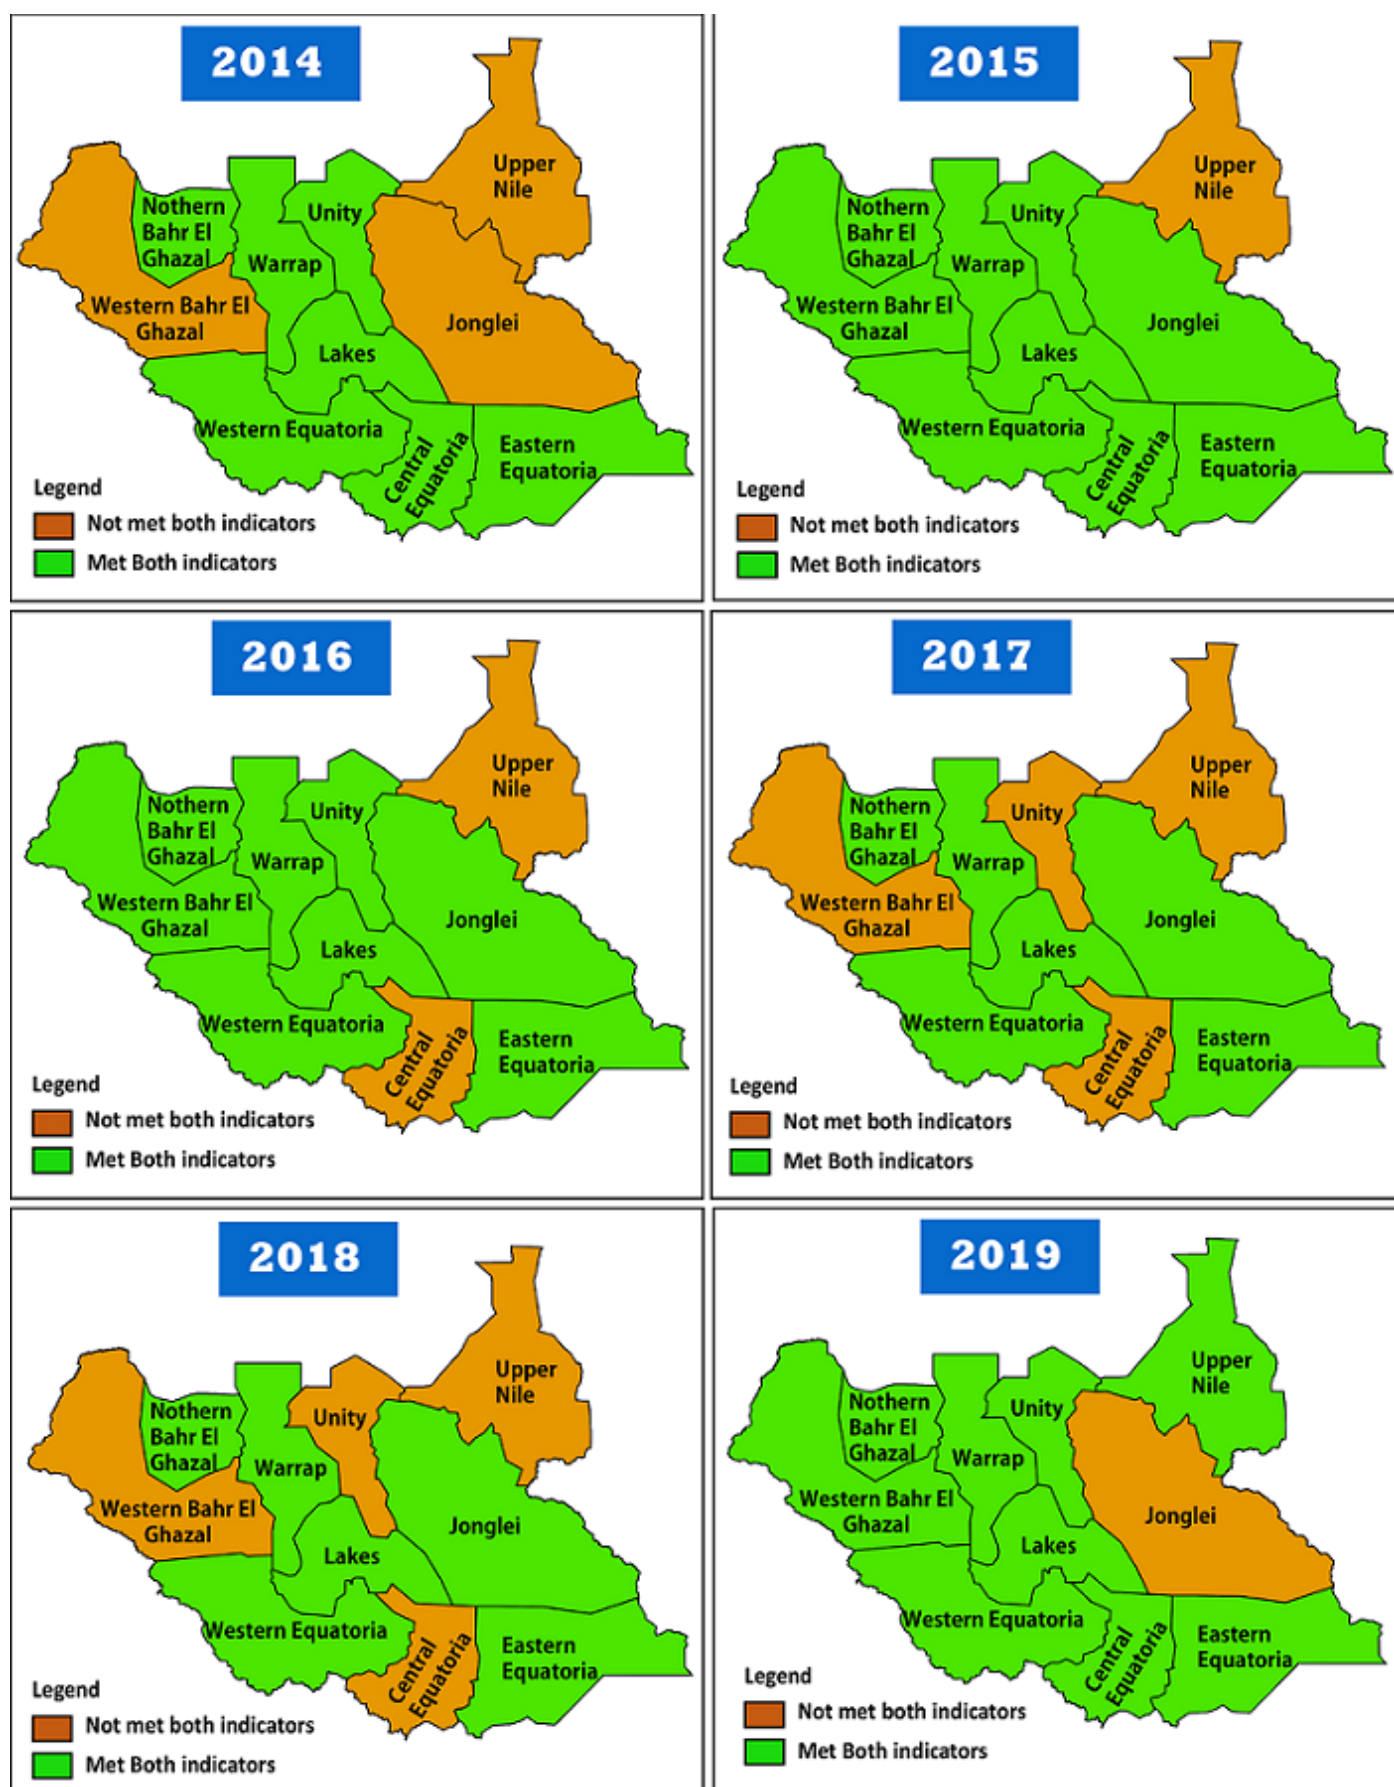 2014
Upper
Nile
Nothern
Bahr El
Ghazal
Unity
Warrap
Western Bahr El
Ghazal
Jonglei
Lakes
Western Equatoria
Central
Equatoria
Eastern
Equatoria
Legend
Not met both indicators
Met Both indicators
2015
Upper
Nile
Nothern
Bahr El
Ghazal
Unity
Warrap
Western Bahr El
Ghazal
Jonglei
Lakes
Western Equatoria
Central
Equatoria
Eastern
Equatoria
Legend
Not met both indicators
Met Both indicators
2016
Upper
Nile
Nothern
Bahr El
Ghazal
Unity
Warrap
Western Bahr El
Ghazal
Jonglei
Lakes
Western Equatoria
Central
Equatoria
Eastern
Equatoria
Legend
Not met both indicators
Met Both indicators
2017
Upper
Nile
Nothern
Bahr El
Ghazal
Unity
Warrap
Western Bahr El
Ghazal
Jonglei
Lakes
Western Equatoria
Central
Equatoria
Eastern
Equatoria
Legend
Not met both indicators
Met Both indicators
2018
Upper
Nile
Nothern
Bahr El
Ghazal
Unity
Warrap
Western Bahr El
Ghazal
Jonglei
Lakes
Western Equatoria
Central
Equatoria
Eastern
Equatoria
Legend
Not met both indicators
Met Both indicators
2019
Upper
Nile
Nothern
Bahr El
Ghazal
Unity
Warrap
Western Bahr El
Ghazal
Jonglei
Lakes
Western Equatoria
Central
Equatoria
Eastern
Equatoria
Legend
Not met both indicators
Met Both indicators